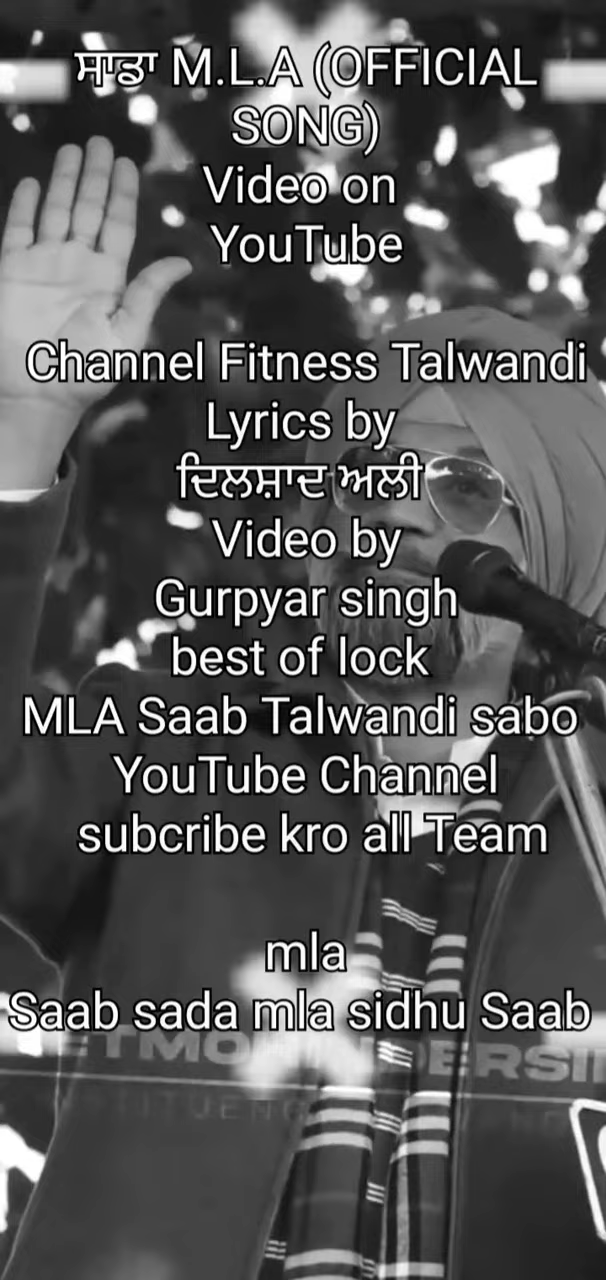 ਸਾਡਾ M.L.A (OFFICIAL
SONG)
Video on
YouTube
Channel Fitness Talwandi
Lyrics by
ਦਿਲਸ਼ਾਦ ਅਲੀ
Video by
Gurpyar singh
best of lock
MLA Saab Talwandi sabo
YouTube Channel
subcribe kro all Team
mla
Saab sada mla sidhu Saab